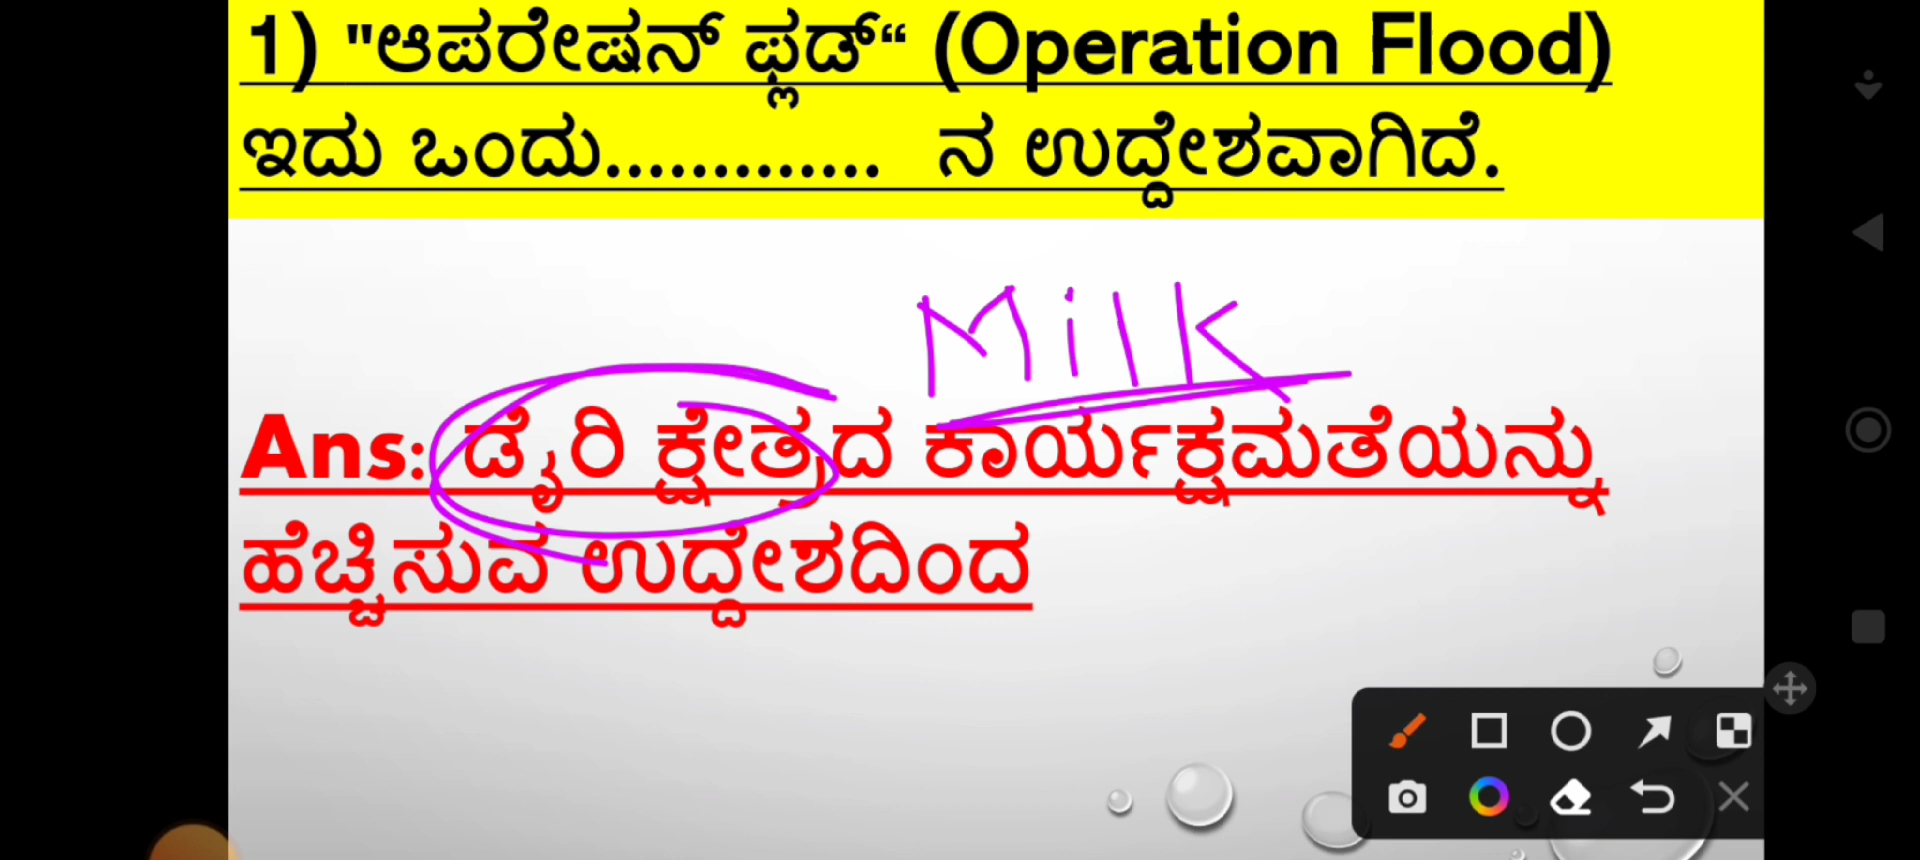 1) "ಆಪರೇಷನ್ ಫ್ಲಡ್“ (Operation Flood)
ಇದು ಒಂದು............. ನ ಉದ್ದೇಶವಾಗಿದೆ.
Milk
Ans: ಡೈರಿ ಕ್ಷೇತ್ರದ ಕಾರ್ಯಕ್ಷಮತೆಯನ್ನು
ಹೆಚ್ಚಿಸುವ ಉದ್ದೇಶದಿಂದ